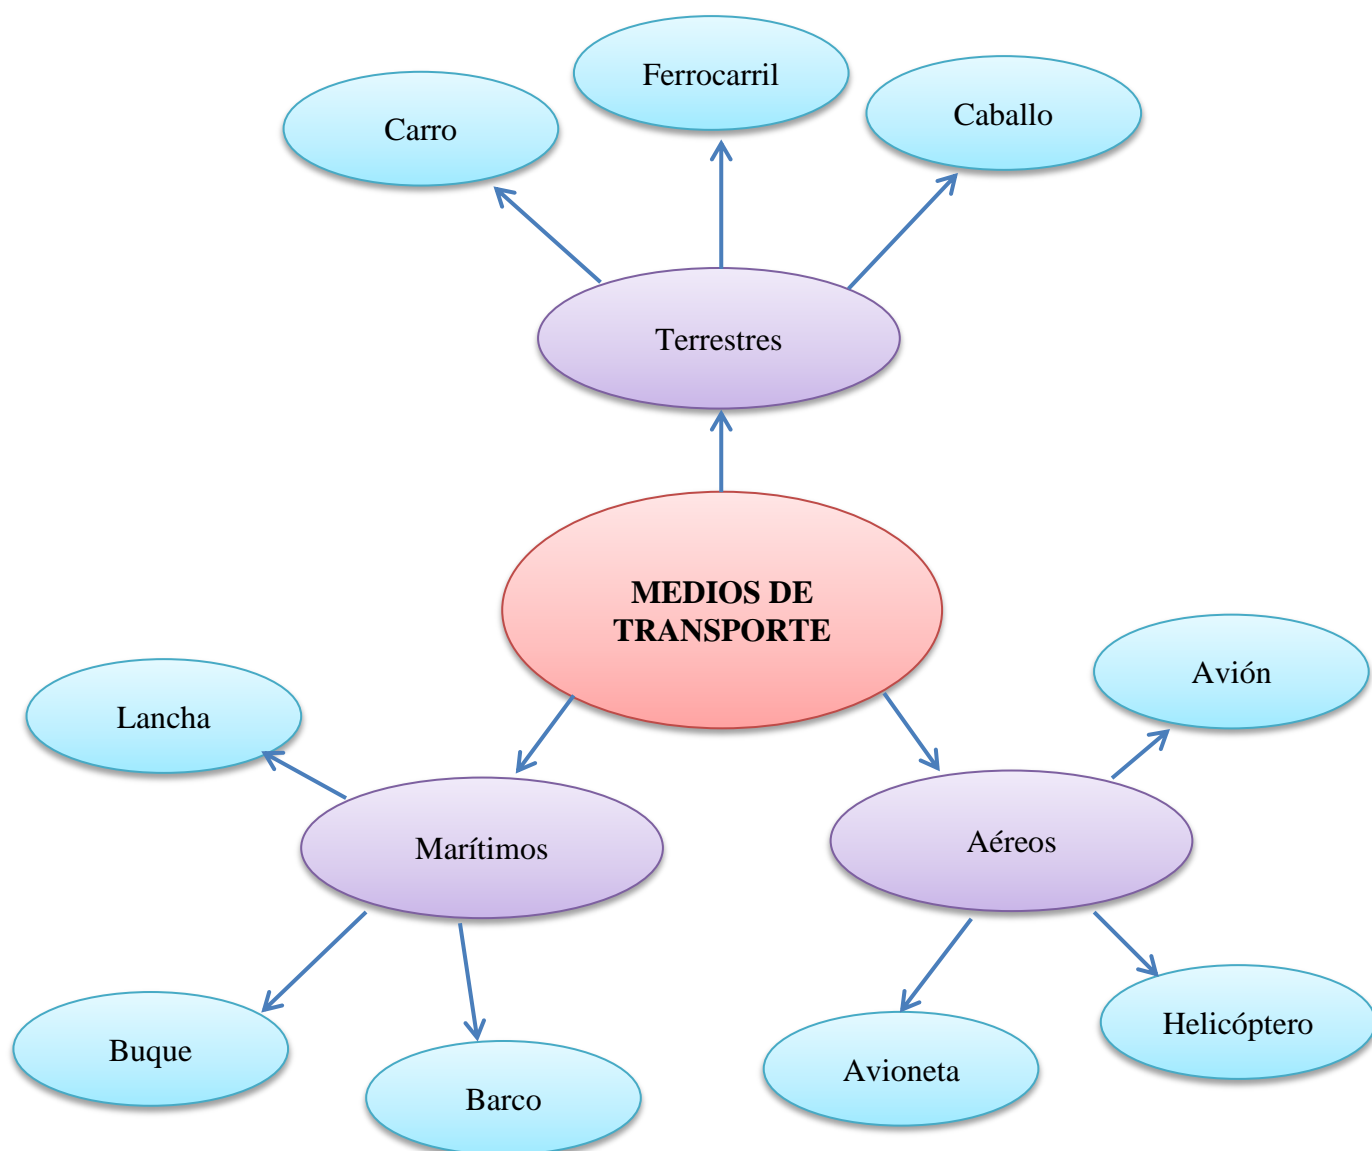 Ferrocarril
Carro
Caballo
Terrestres
MEDIOS DE
TRANSPORTE
Avión
Lancha
Marítimos
Aéreos
Helicóptero
Buque
Avioneta
Barco